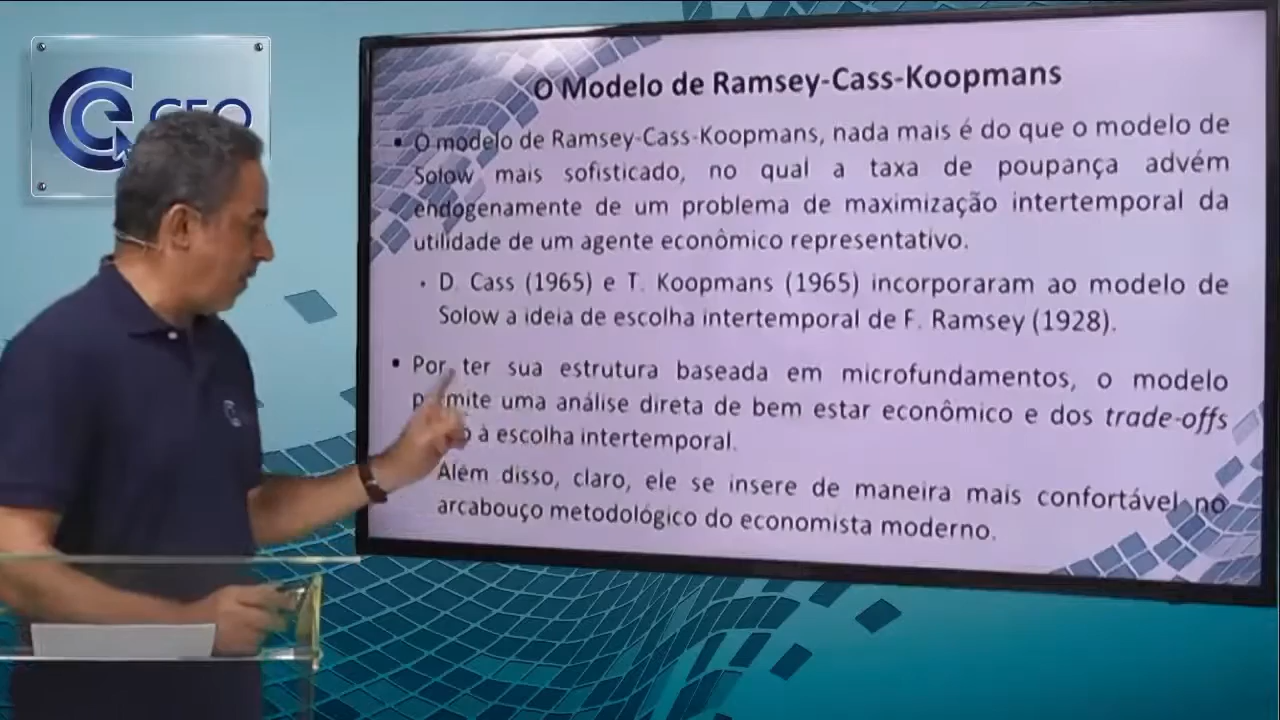 CEO
O Modelo de Ramsey-Cass-Koopmans
• O modelo de Ramsey-Cass-Koopmans, nada mais é do que o modelo de
Solow mais sofisticado, no qual a taxa de poupança advém
endogenamente de um problema de maximização intertemporal da
utilidade de um agente econômico representativo.
• D. Cass (1965) e T. Koopmans (1965) incorporaram ao modelo de
Solow a ideia de escolha intertemporal de F. Ramsey (1928).
• Por ter sua estrutura baseada em microfundamentos, o modelo
uma análise direta de bem estar econômico e dos trade-offs
à escolha intertemporal.
Além disso, claro, ele se insere de maneira mais confortável no
arcabouço metodológico do economista moderno.